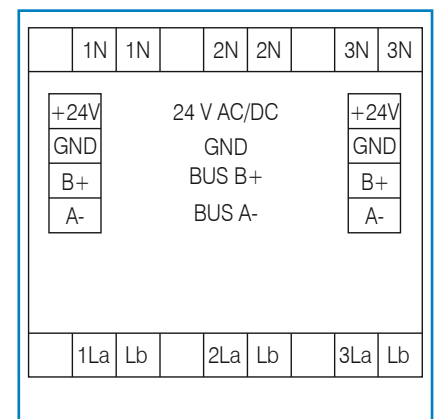 1N 1N 2N 2N 3N 3N
+24V 24 V AC/DC +24V
GND GND GND
B+ BUS B+ B+
A- BUS A- A-
1La Lb 2La Lb 3La Lb